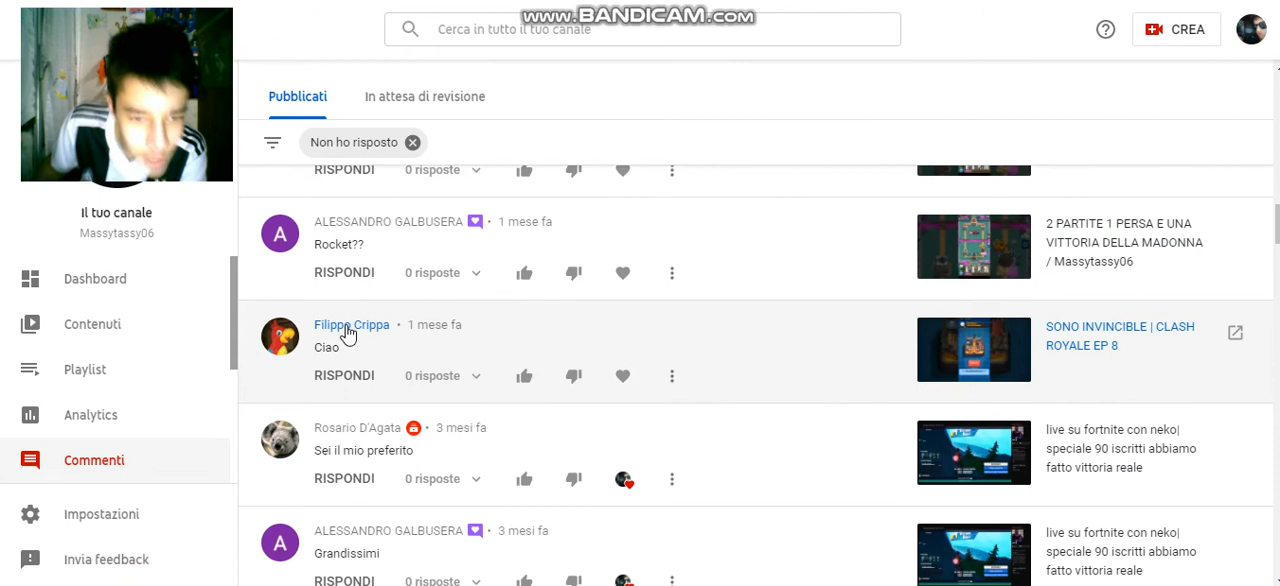 www.BANDICAM.com
Cerca in tutto il tuo canale
CREA
Pubblicati
In attesa di revisione
Non ho risposto
RISPONDI 0 risposte
Il tuo canale
Massytassy06
Dashboard
Contenuti
Playlist
Analytics
Commenti
Impostazioni
Invia feedback
ALESSANDRO GALBUSERA • 1 mese fa
Rocket??
RISPONDI 0 risposte
2 PARTITE 1 PERSA E UNA
VITTORIA DELLA MADONNA
/ Massytassy06
Filippo Crippa • 1 mese fa
Ciao
RISPONDI 0 risposte
SONO INVINCIBLE | CLASH
ROYALE EP 8
Rosario D'Agata • 3 mesi fa
Sei il mio preferito
RISPONDI 0 risposte
live su fortnite con neko|
speciale 90 iscritti abbiamo
fatto vittoria reale
A
ALESSANDRO GALBUSERA • 3 mesi fa
Grandissimi
RISPONDI 0 risposte
live su fortnite con neko|
speciale 90 iscritti abbiamo
fatto vittoria reale